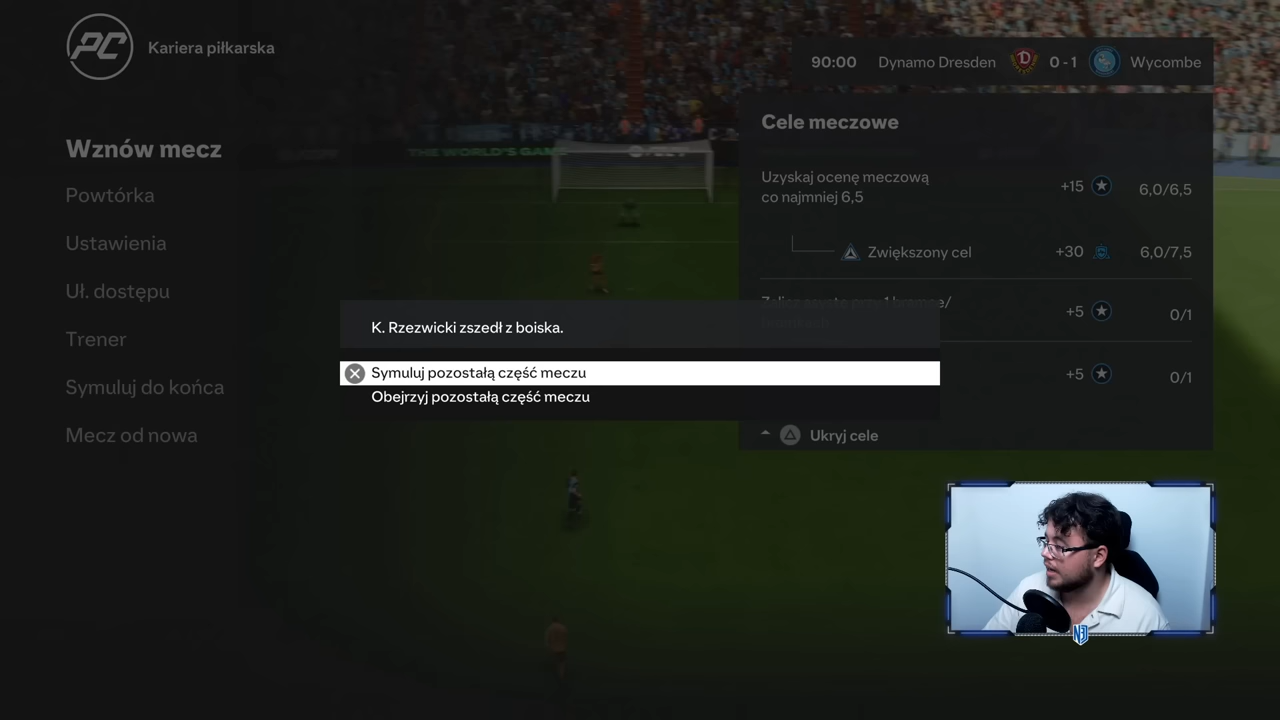 PC Kariera piłkarska
90:00 Dynamo Dresden D 0 - 1 Wycombe
Cele meczowe
Wznów mecz
Powtórka
Ustawienia
Uł. dostępu
Trener
Symuluj do końca
Mecz od nowa
THE WORLD'S GAME
Uzyskaj ocenę meczową
co najmniej 6,5
+15 6,0/6,5
Zwiększony cel +30 6,0/7,5
+5 0/1
K. Rzezwicki zszedł z boiska.
Symuluj pozostałą część meczu
Obejrzyj pozostałą część meczu
+5 0/1
Ukryj cele